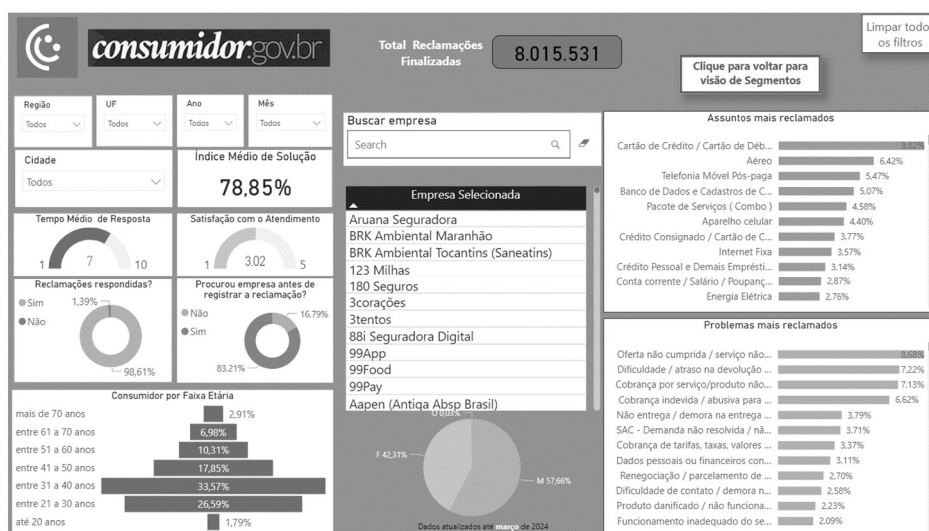 consumidor.gov.br
Total Reclamações
Finalizadas
8.015.531
Limpar todo
os filtros
Clique para voltar para
visão de Segmentos
Região
Todos
UF
Todos
Ano
Todos
Mês
Todos
Cidade
Todos
Índice Médio de Solução
78,85%
Tempo Médio de Resposta
1
7
10
Satisfação com o Atendimento
1
3.02
5
Reclamações respondidas?
Sim
Não
1,39%
98,61%
Procurou empresa antes de
registrar a reclamação?
Não
Sim
16,79%
83,21%
Consumidor por Faixa Etária
mais de 70 anos 2,91%
entre 61 a 70 anos 6,98%
entre 51 a 60 anos 10,31%
entre 41 a 50 anos 17,85%
entre 31 a 40 anos 33,57%
entre 21 a 30 anos 26,59%
até 20 anos 1,79%
Buscar empresa
Search
Empresa Selecionada
Aruana Seguradora
BRK Ambiental Maranhão
BRK Ambiental Tocantins (Saneatins)
123 Milhas
180 Seguros
3corações
3tentos
88i Seguradora Digital
99App
99Food
99Pay
Aapen (Antiga Absp Brasil)
O 0,03%
F 42,31%
M 57,66%
Dados atualizados até março de 2024
Assuntos mais reclamados
Cartão de Crédito / Cartão de Déb... 9,82%
Aéreo 6,42%
Telefonia Móvel Pós-paga 5,47%
Banco de Dados e Cadastros de C... 5,07%
Pacote de Serviços ( Combo ) 4,58%
Aparelho celular 4,40%
Crédito Consignado / Cartão de C... 3,77%
Internet Fixa 3,57%
Crédito Pessoal e Demais Emprésti... 3,14%
Conta corrente / Salário / Poupanç... 2,87%
Energia Elétrica 2,76%
Problemas mais reclamados
Oferta não cumprida / serviço não... 8,68%
Dificuldade / atraso na devolução ... 7,22%
Cobrança por serviço/produto não... 7,13%
Cobrança indevida / abusiva para ... 6,62%
Não entrega / demora na entrega ... 3,79%
SAC - Demanda não resolvida / nã... 3,71%
Cobrança de tarifas, taxas, valores ... 3,37%
Dados pessoais ou financeiros con... 3,11%
Renegociação / parcelamento de ... 2,70%
Dificuldade de contato / demora n... 2,58%
Produto danificado / não funciona... 2,23%
Funcionamento inadequado do se... 2,09%